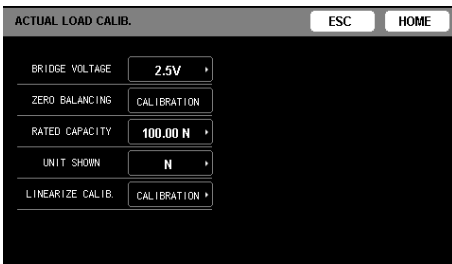 ACTUAL LOAD CALIB. ESC HOME
BRIDGE VOLTAGE 2.5V
ZERO BALANCING CALIBRATION
RATED CAPACITY 100.00 N
UNIT SHOWN N
LINEARIZE CALIB. CALIBRATION